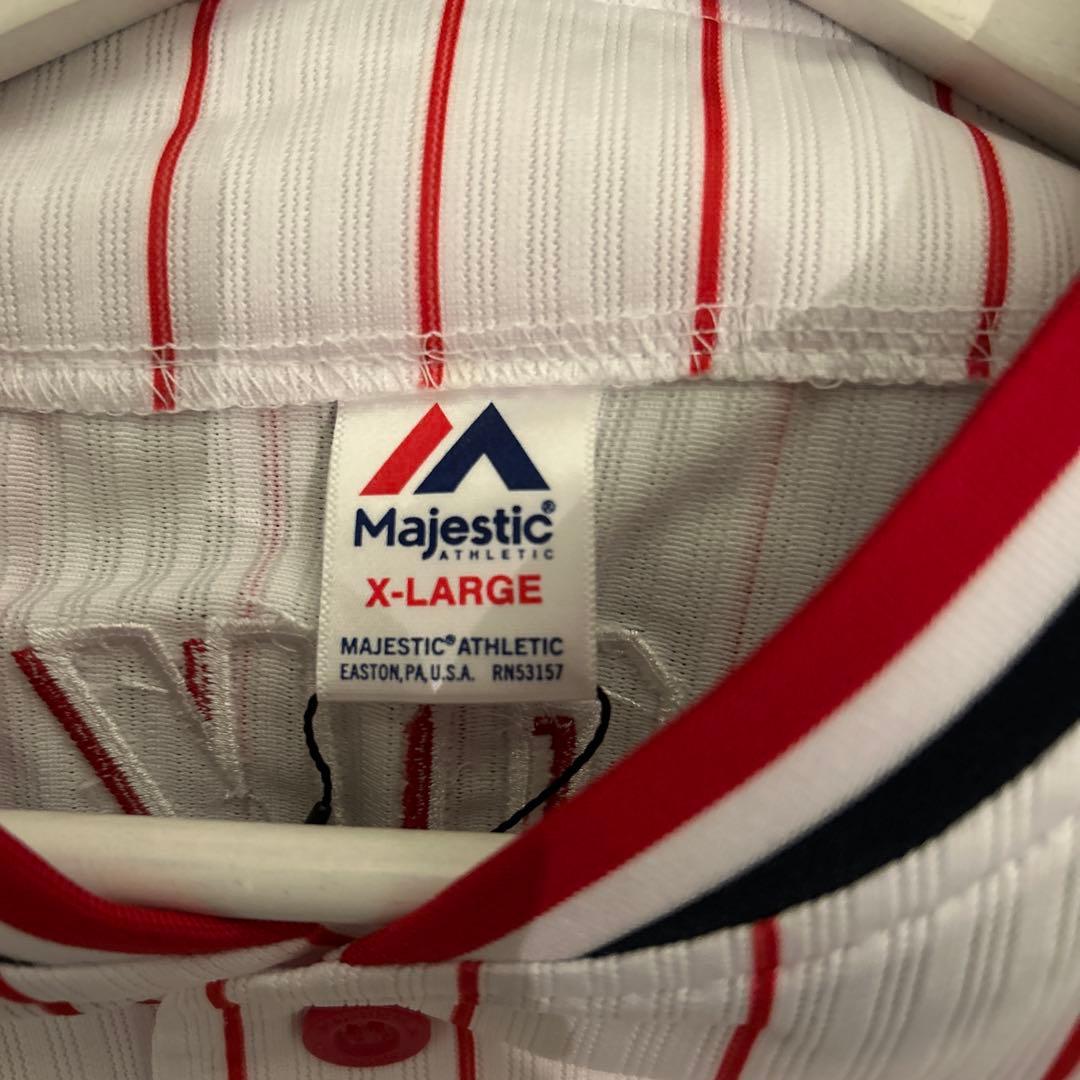 Majestic®
ATHLETIC
X-LARGE
MAJESTIC® ATHLETIC
EASTON, PA, U.S.A. RN53157